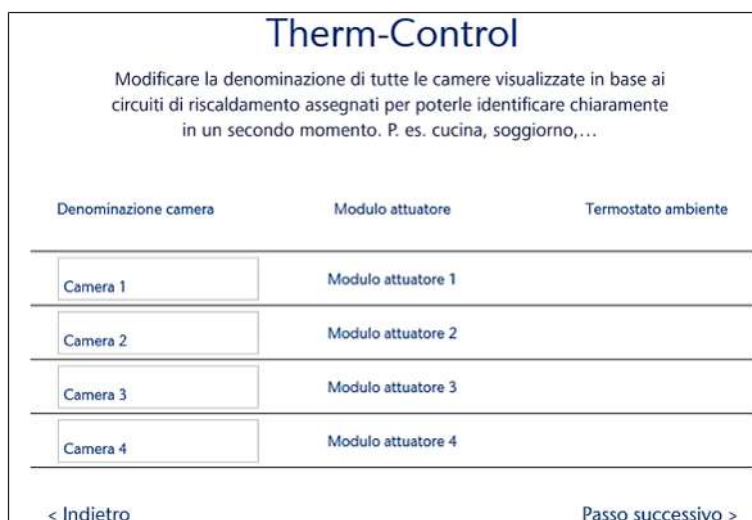 Therm-Control
Modificare la denominazione di tutte le camere visualizzate in base ai
circuiti di riscaldamento assegnati per poterle identificare chiaramente
in un secondo momento. P. es. cucina, soggiorno,...
Denominazione camera Modulo attuatore Termostato ambiente
Camera 1 Modulo attuatore 1
Camera 2 Modulo attuatore 2
Camera 3 Modulo attuatore 3
Camera 4 Modulo attuatore 4
< Indietro Passo successivo >